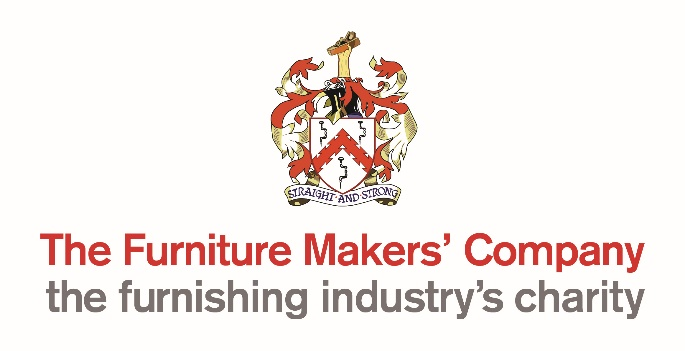 STRAIGHT AND STRONG
The Furniture Makers' Company
the furnishing industry's charity